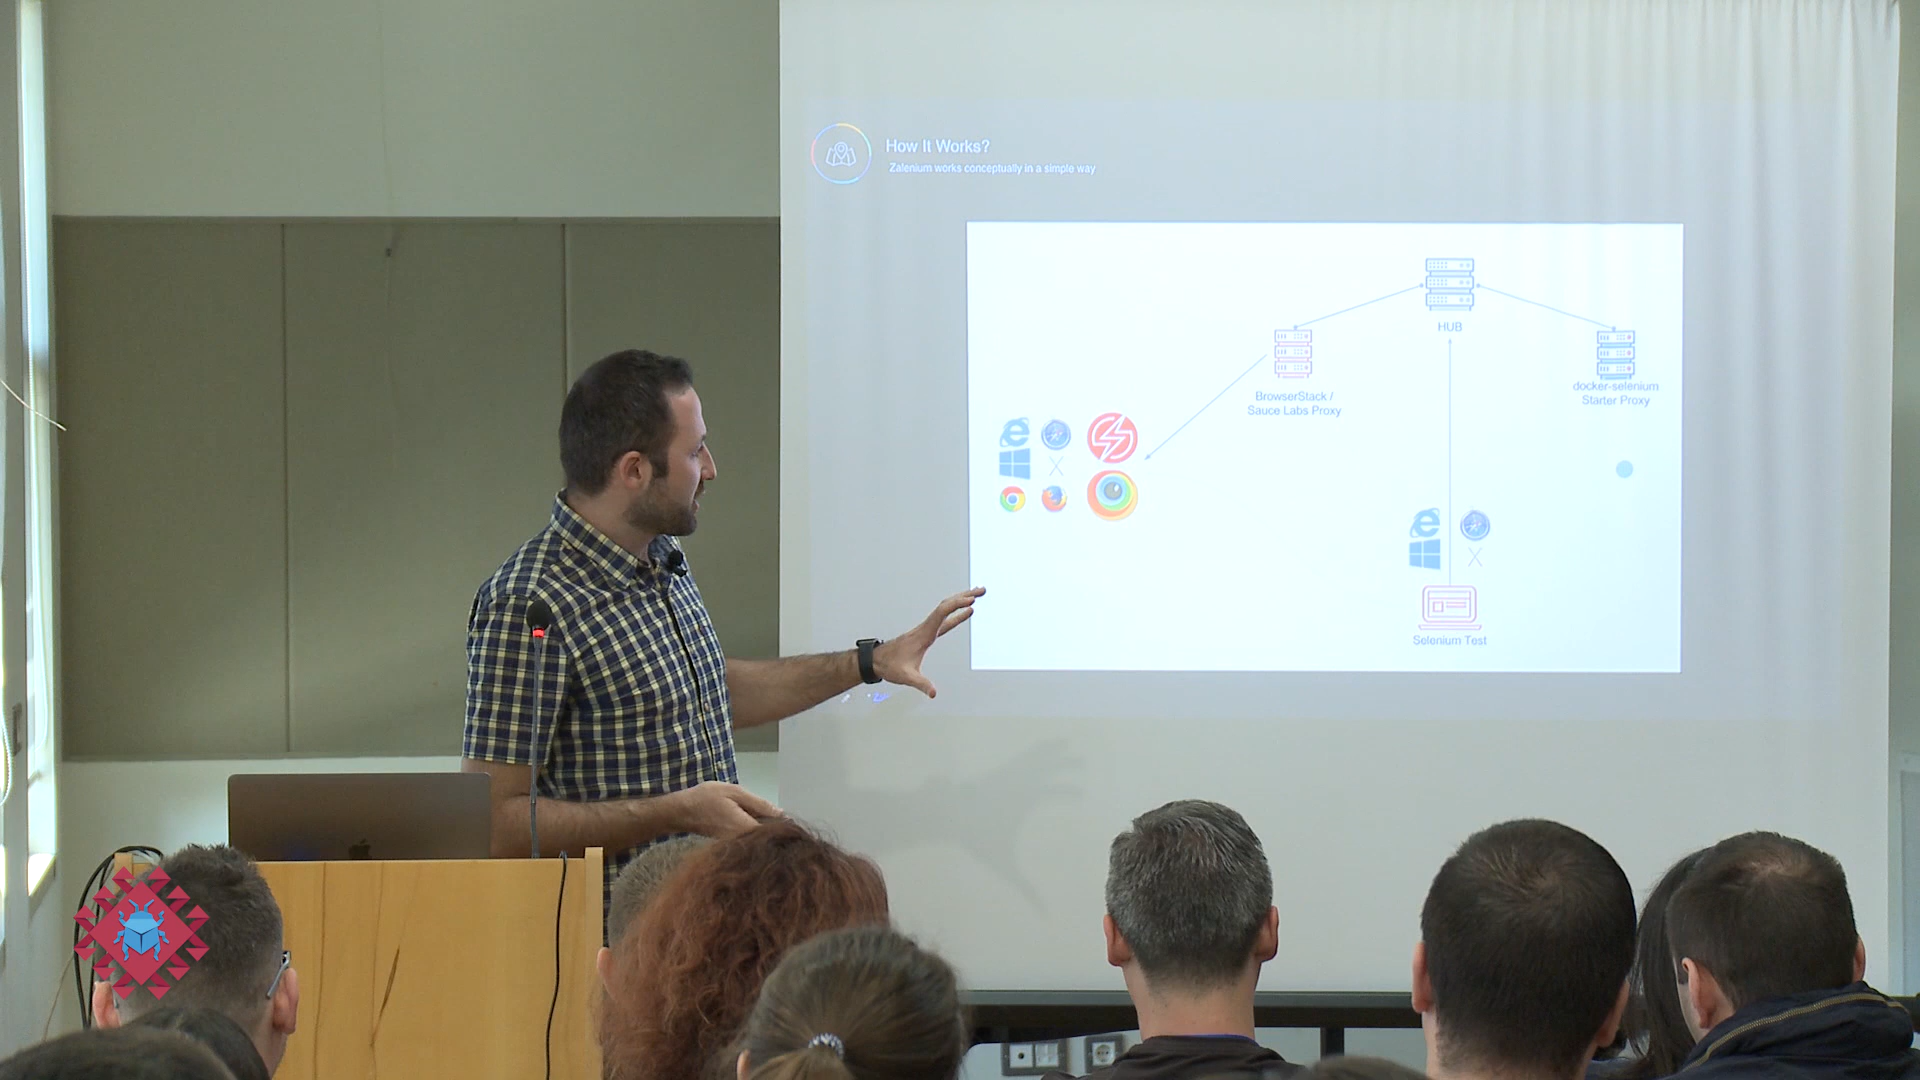 How It Works?
Zalenium works conceptually in a simple way
HUB
BrowserStack /
Sauce Labs Proxy
docker-selenium
Starter Proxy
Selenium Test